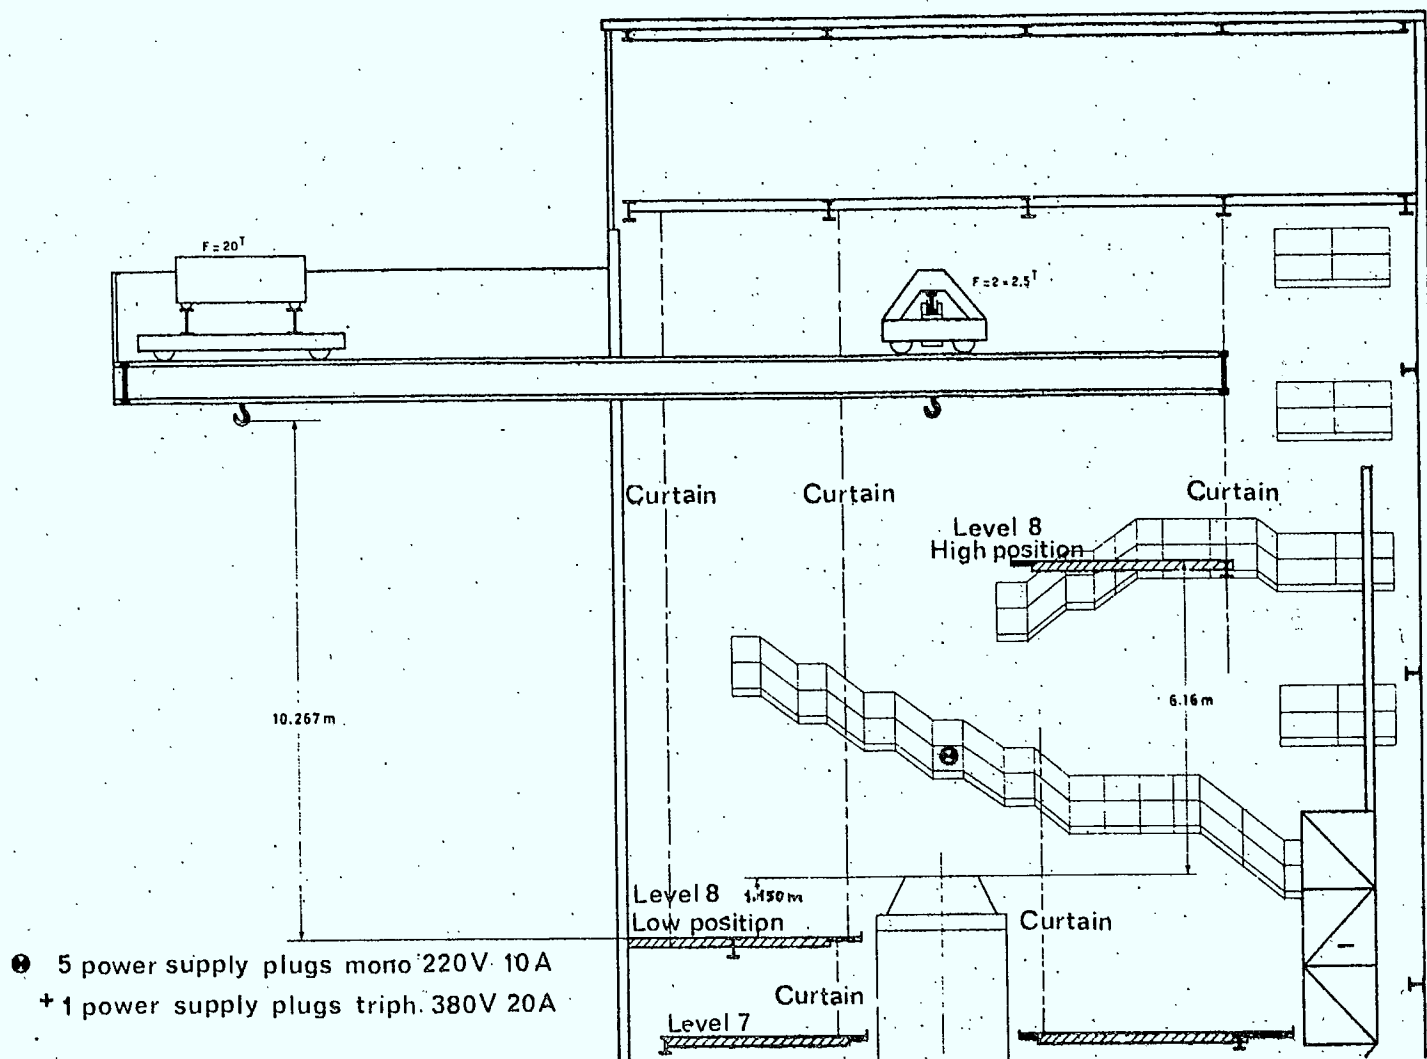 F = 20T
F = 2 × 2,5T
Curtain
Curtain
Curtain
Level 8
High position
10.267 m
6.16 m
Level 8
1.150m
Low position
Curtain
5 power supply plugs mono 220V 10A
+ 1 power supply plugs triph. 380V 20A
Curtain
Level 7